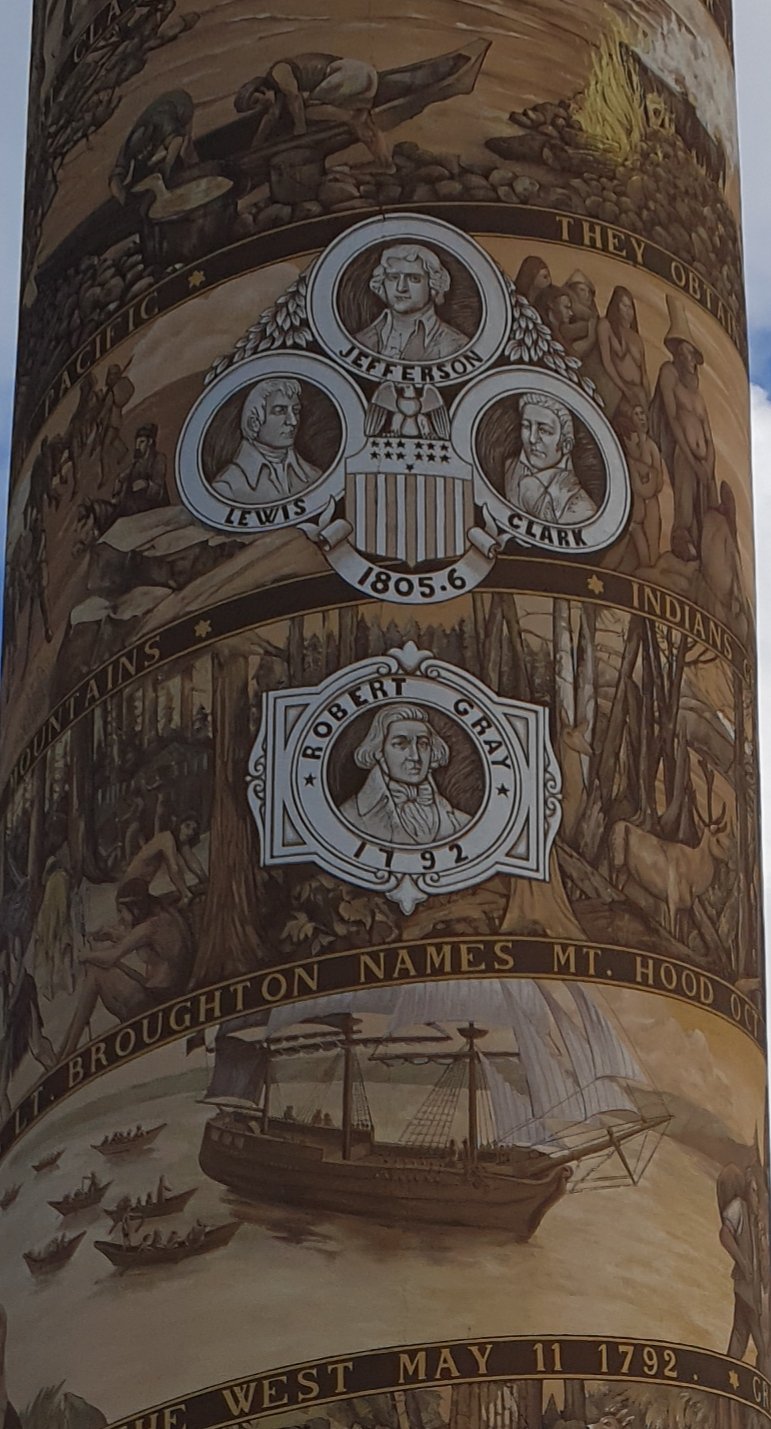 THEY OBTAI
PACIFIC
JEFFERSON
LEWIS
CLARK
1805.6
MOUNTAINS
INDIANS
ROBERT GRAY
1792
LT. BROUGHTON NAMES MT. HOOD OCT
THE WEST MAY 11 1792.